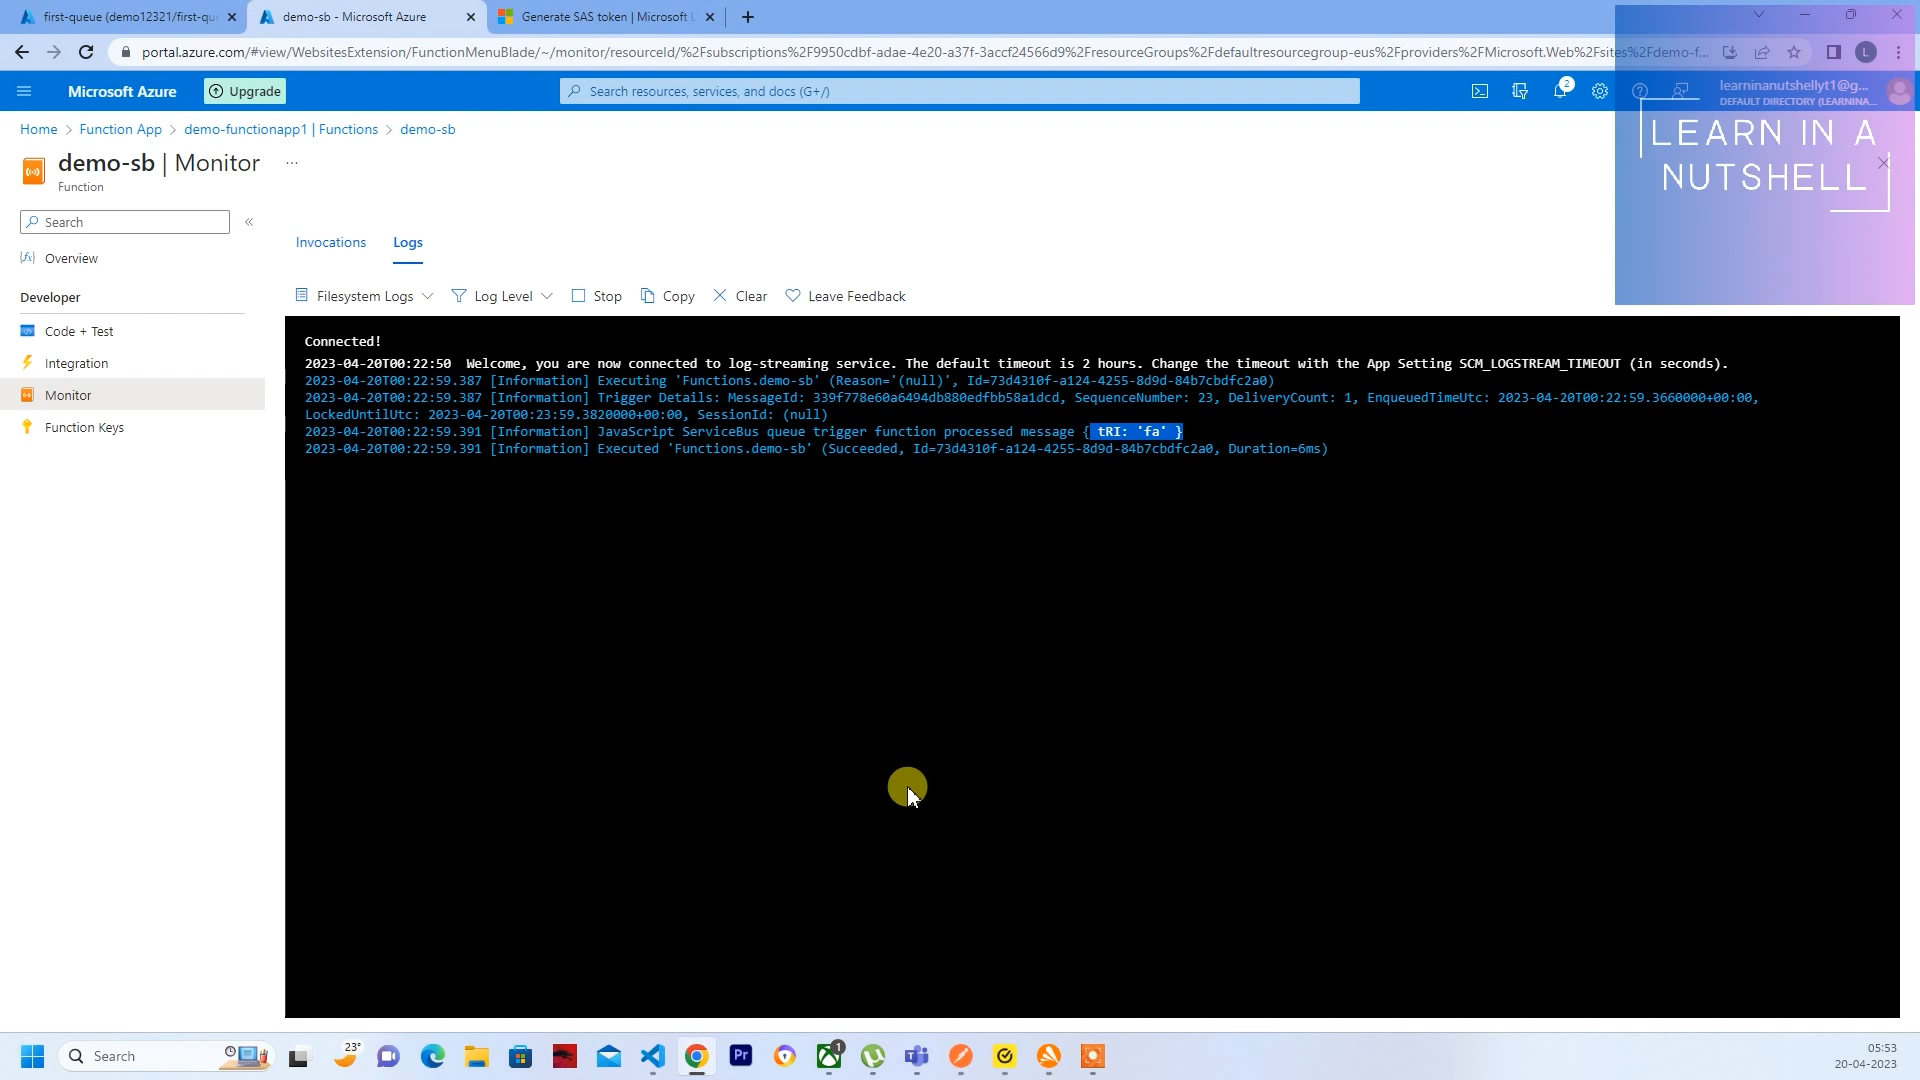 first-queue (demo12321/first-qu
demo-sb - Microsoft Azure
Generate SAS token | Microsoft L
portal.azure.com/#view/WebsitesExtension/FunctionMenuBlade/~/monitor/resourceId/%2Fsubscriptions%2F9950cdbf-adae-4e20-a37f-3accf24566d9%2FresourceGroups%2Fdefaultresourcegroup-eus%2Fproviders%2FMicrosoft.Web%2Fsites%2Fdemo-f...
L
Microsoft Azure
Upgrade
Search resources, services, and docs (G+/)
2
learninanutshellyt1@g...
DEFAULT DIRECTORY (LEARNINA...
Home > Function App > demo-functionapp1 | Functions > demo-sb
LEARN IN A
NUTSHELL
demo-sb | Monitor ...
Function
Search
«
Overview
Developer
Code + Test
Integration
Monitor
Function Keys
Invocations
Logs
Filesystem Logs
Log Level
Stop
Copy
Clear
Leave Feedback
Connected!
2023-04-20T00:22:50  Welcome, you are now connected to log-streaming service. The default timeout is 2 hours. Change the timeout with the App Setting SCM_LOGSTREAM_TIMEOUT (in seconds).
2023-04-20T00:22:59.387 [Information] Executing 'Functions.demo-sb' (Reason='(null)', Id=73d4310f-a124-4255-8d9d-84b7cbdfc2a0)
2023-04-20T00:22:59.387 [Information] Trigger Details: MessageId: 339f778e60a6494db880edfbb58a1dcd, SequenceNumber: 23, DeliveryCount: 1, EnqueuedTimeUtc: 2023-04-20T00:22:59.3660000+00:00,
LockedUntilUtc: 2023-04-20T00:23:59.3820000+00:00, SessionId: (null)
2023-04-20T00:22:59.391 [Information] JavaScript ServiceBus queue trigger function processed message { tRI: 'fa' }
2023-04-20T00:22:59.391 [Information] Executed 'Functions.demo-sb' (Succeeded, Id=73d4310f-a124-4255-8d9d-84b7cbdfc2a0, Duration=6ms)
Search
23°
Pr
1
05:53
20-04-2023